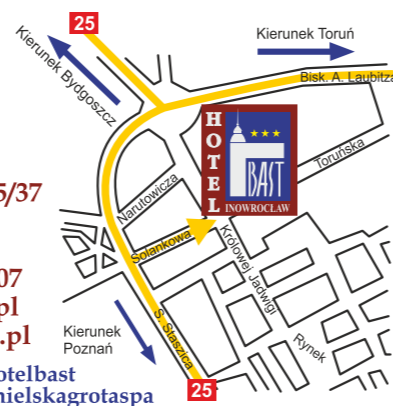 25
Kierunek Toruń
Kierunek Bydgoszcz
Bisk. A. Laubitza
HOTEL
BAST
INOWROCŁAW
Toruńska
5/37
Narutowicza
Solankowa
Królowej Jadwigi
07
pl
.pl
S. Staszica
Kierunek
Poznań
Rynek
otelbast
nielskagrotaspa
25